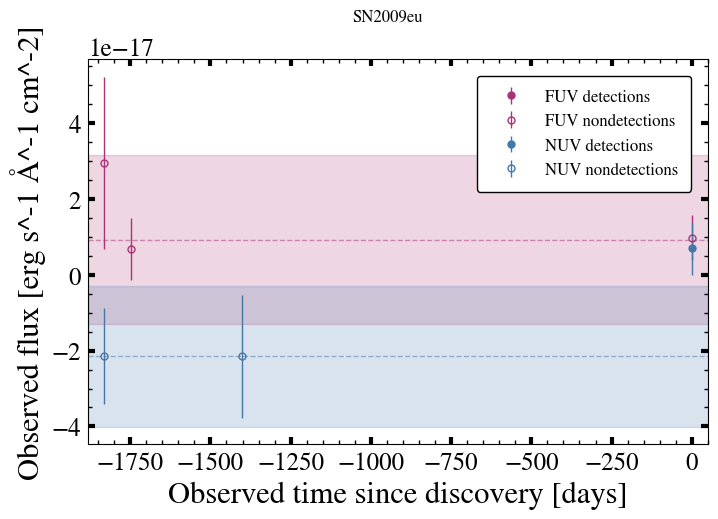 SN2009eu
1e−17
Observed flux [erg s^-1 Å^-1 cm^-2]
4
2
0
−2
−4
FUV detections
FUV nondetections
NUV detections
NUV nondetections
−1750 −1500 −1250 −1000 −750 −500 −250 0
Observed time since discovery [days]